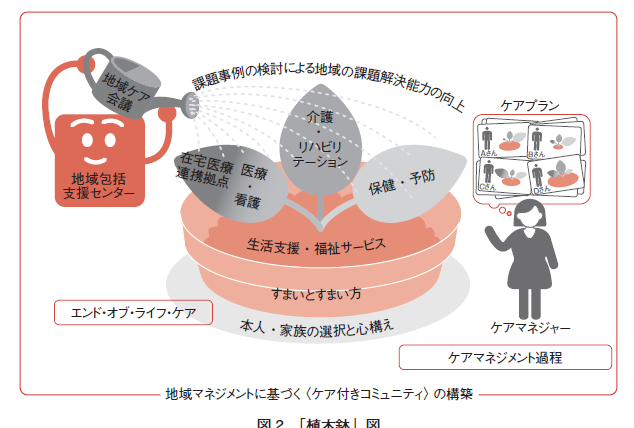 課題事例の検討による地域の課題解決能力の向上
地域ケア
会議
地域包括
支援センター
在宅医療
連携拠点
医療
・
看護
介護
・
リハビリ
テーション
保健・予防
生活支援・福祉サービス
すまいとすまい方
本人・家族の選択と心構え
エンド・オブ・ライフ・ケア
ケアプラン
Aさん
Bさん
Cさん
Dさん
ケアマネジャー
ケアマネジメント過程
地域マネジメントに基づく〈ケア付きコミュニティ〉の構築
図2 「植木鉢」図